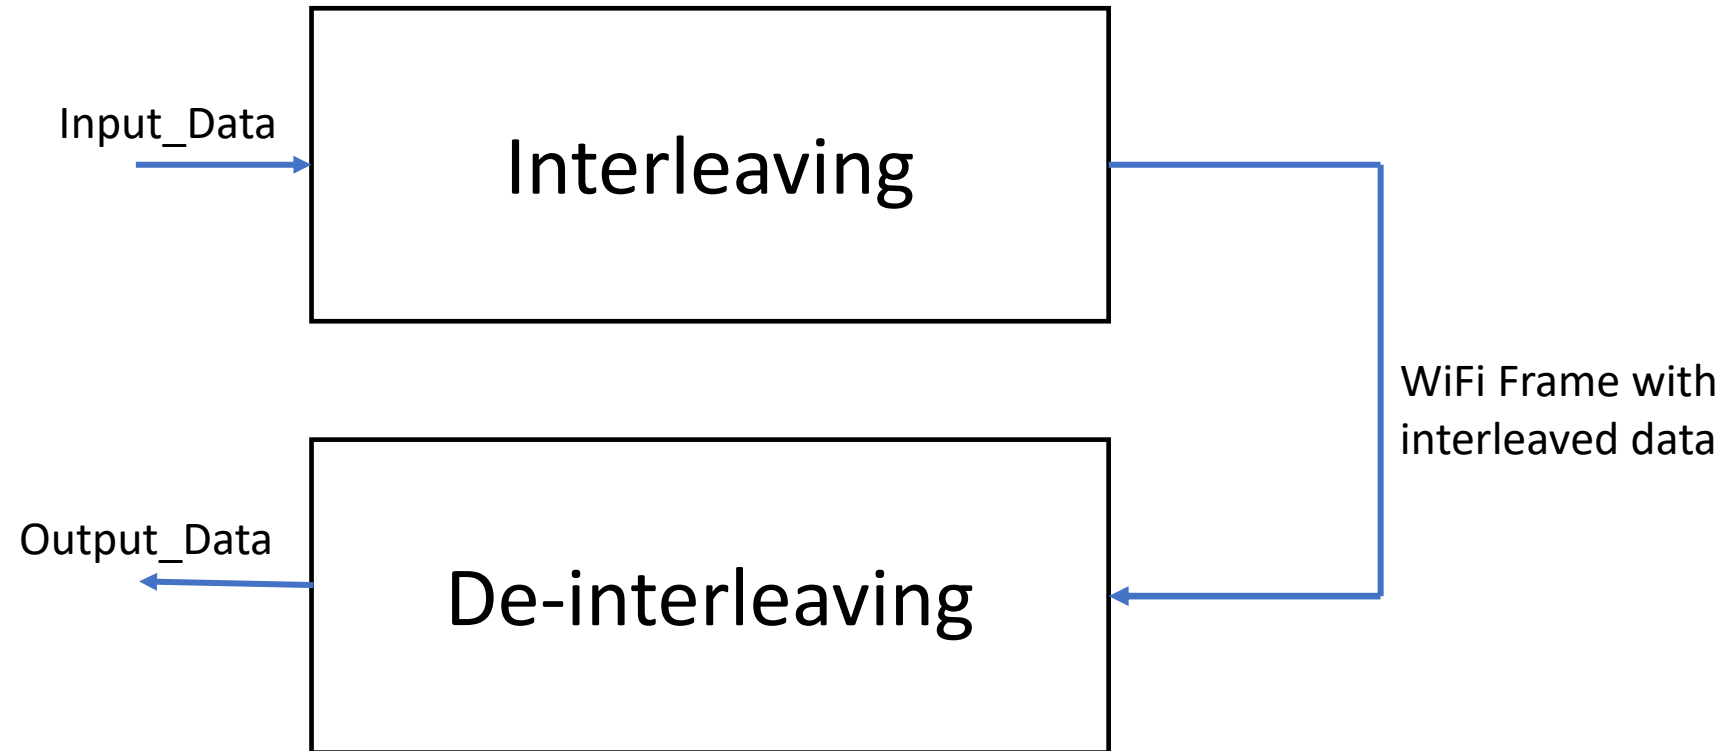 Input_Data
Interleaving
WiFi Frame with
interleaved data
Output_Data
De-interleaving